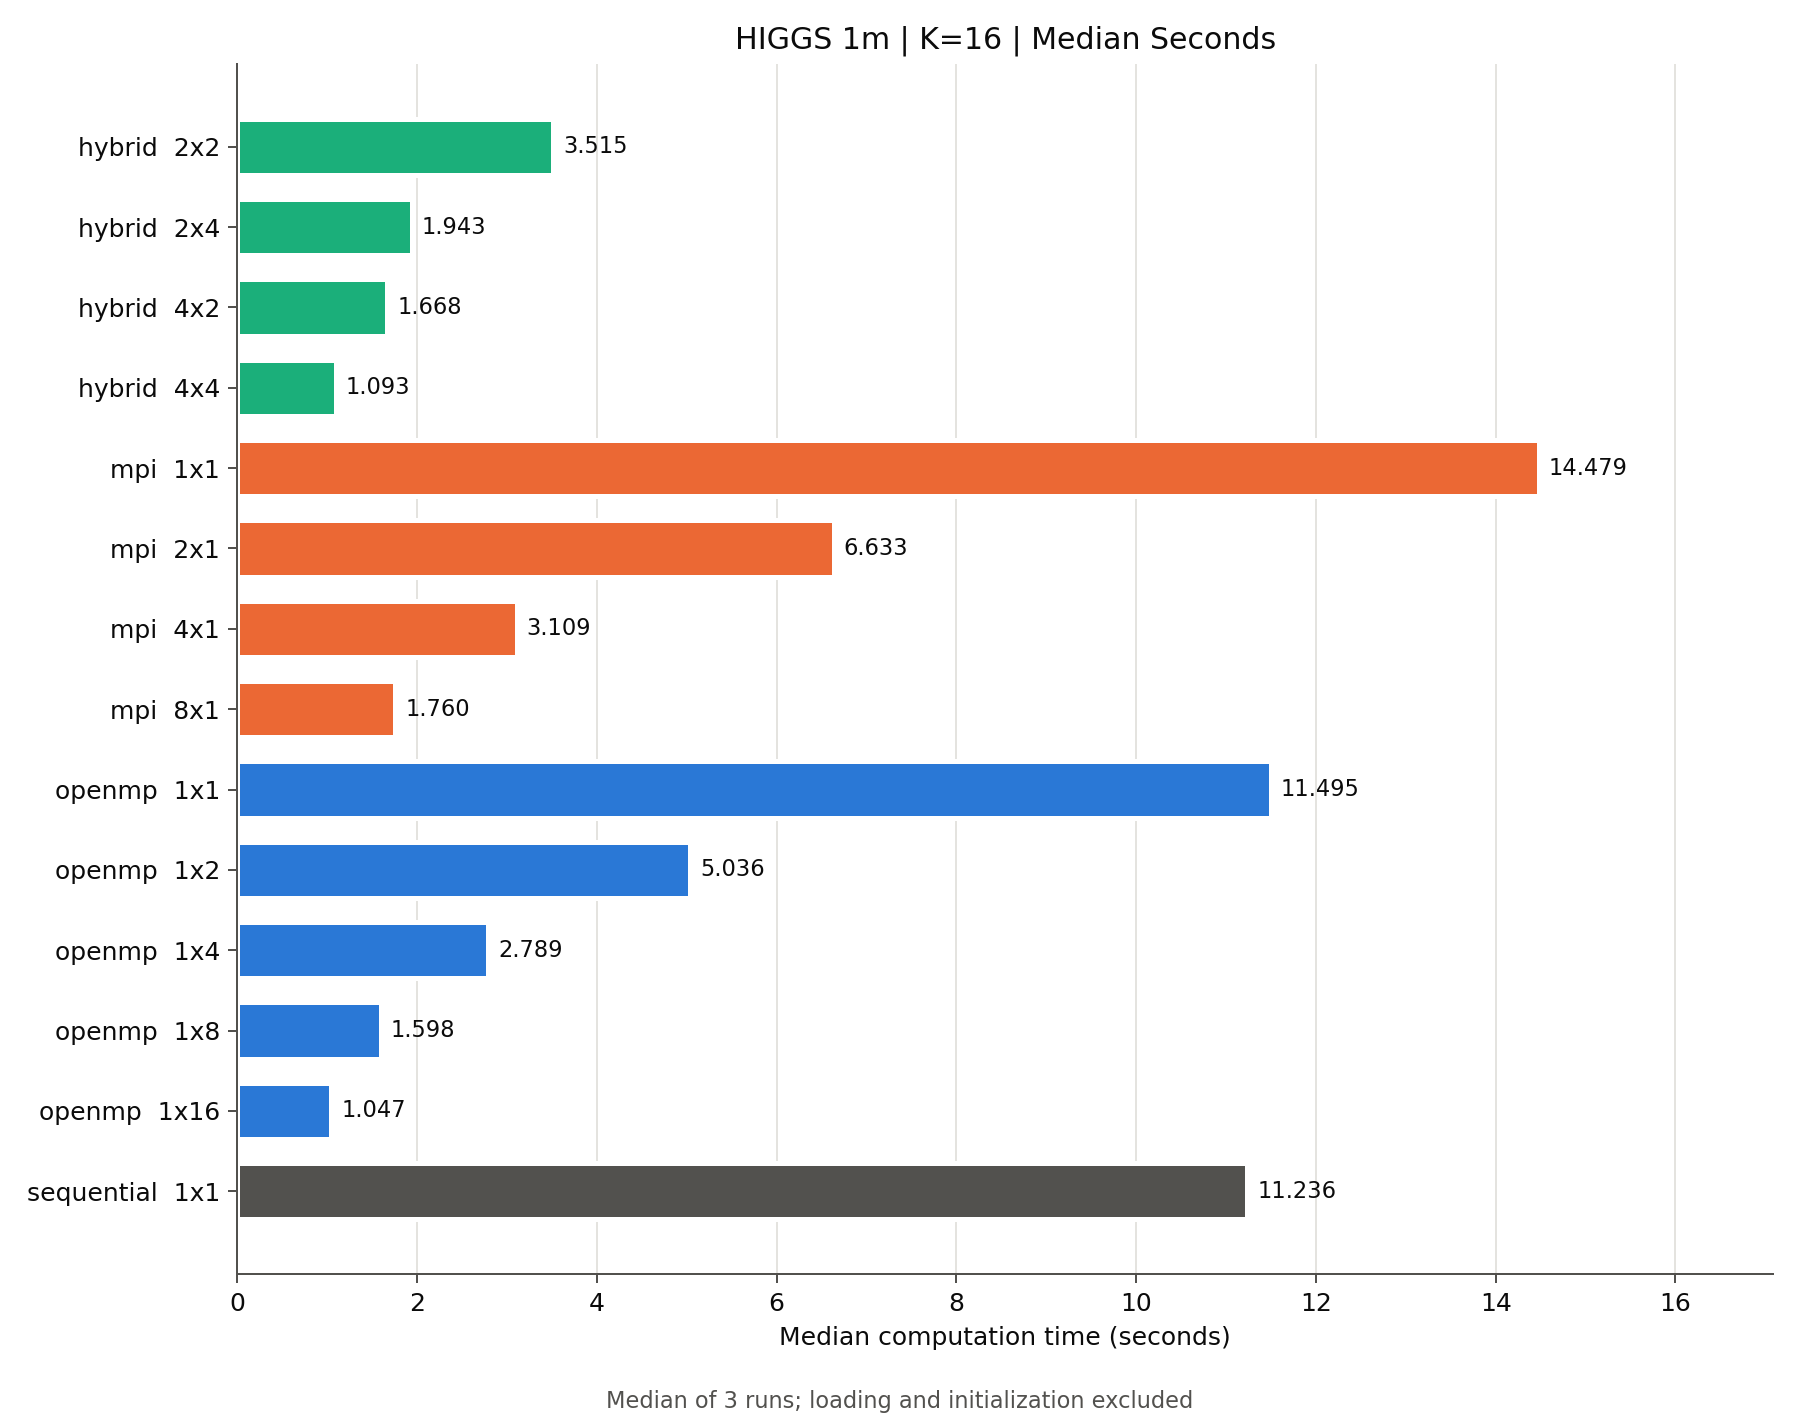 HIGGS 1m | K=16 | Median Seconds
hybrid 2x2 3.515
hybrid 2x4 1.943
hybrid 4x2 1.668
hybrid 4x4 1.093
mpi 1x1 14.479
mpi 2x1 6.633
mpi 4x1 3.109
mpi 8x1 1.760
openmp 1x1 11.495
openmp 1x2 5.036
openmp 1x4 2.789
openmp 1x8 1.598
openmp 1x16 1.047
sequential 1x1 11.236
0 2 4 6 8 10 12 14 16
Median computation time (seconds)
Median of 3 runs; loading and initialization excluded